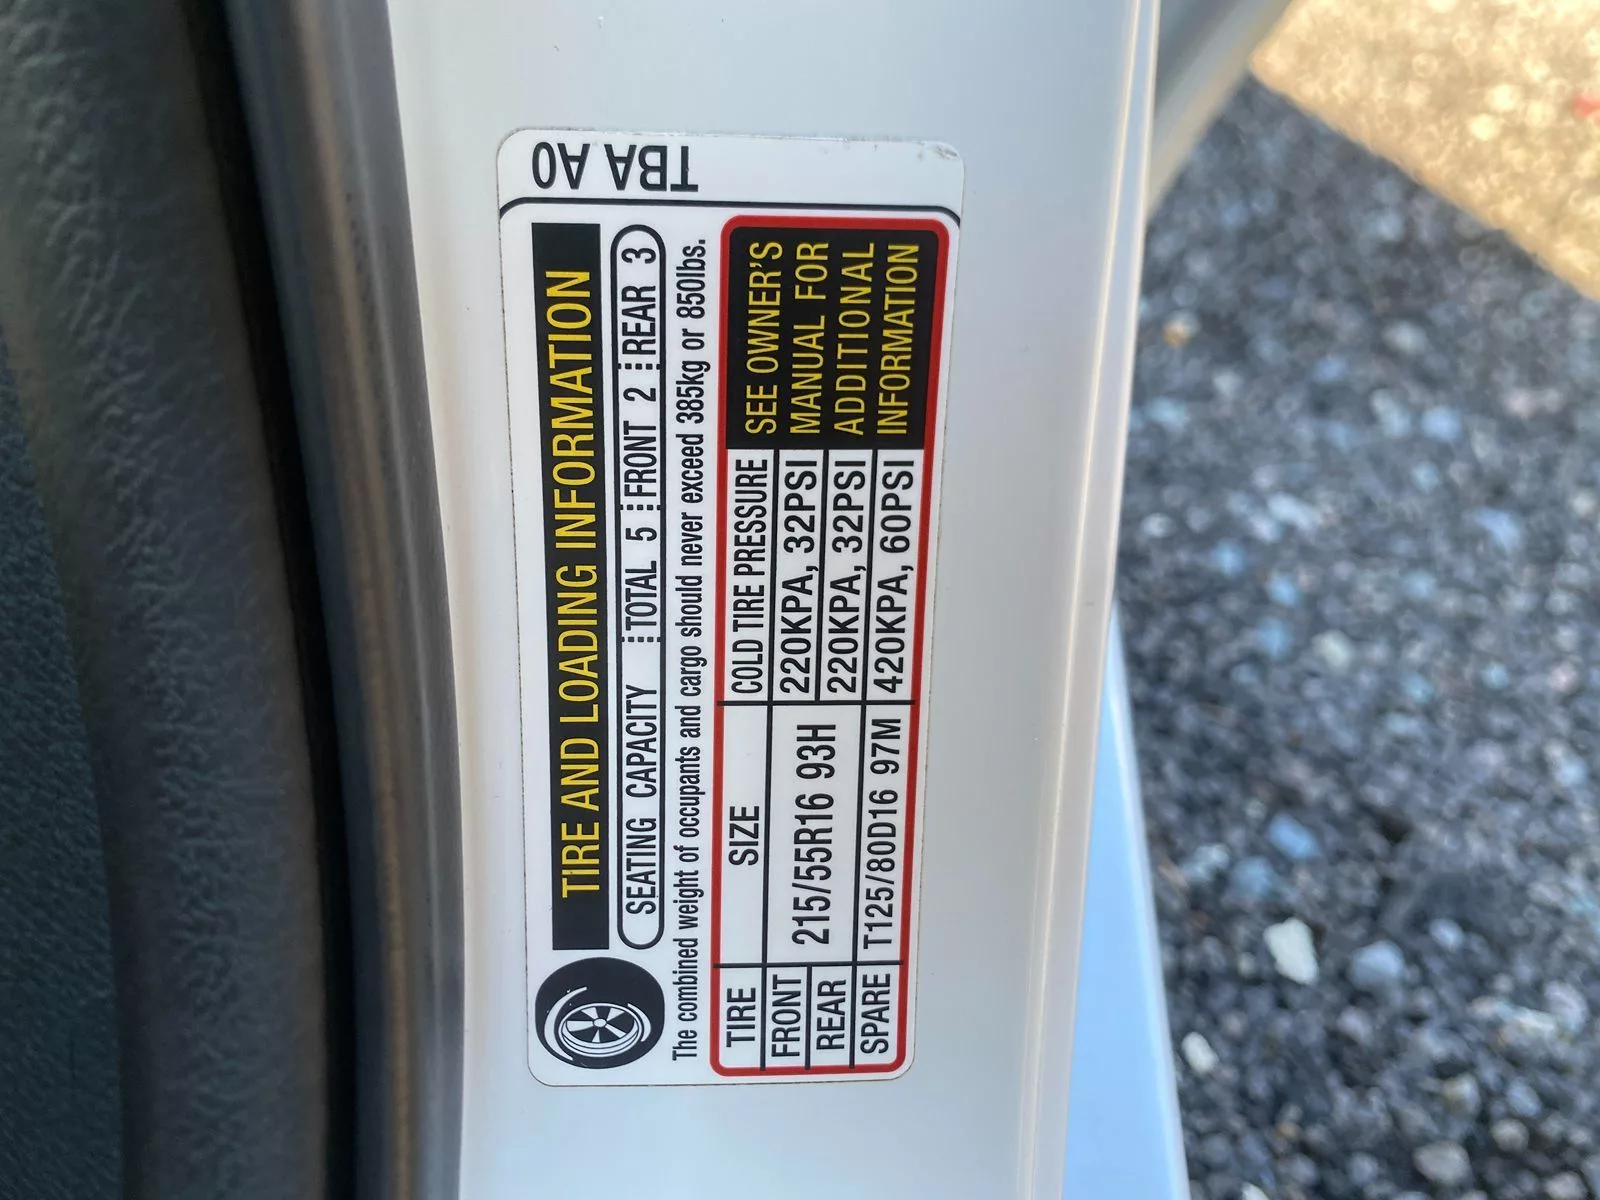 TBA A0
TIRE AND LOADING INFORMATION
SEATING CAPACITY TOTAL 5 FRONT 2 REAR 3
The combined weight of occupants and cargo should never exceed 385kg or 850lbs.
TIRE SIZE COLD TIRE PRESSURE
FRONT 215/55R16 93H 220KPA, 32PSI
REAR 220KPA, 32PSI
SPARE T125/80D16 97M 420KPA, 60PSI
SEE OWNER'S
MANUAL FOR
ADDITIONAL
INFORMATION